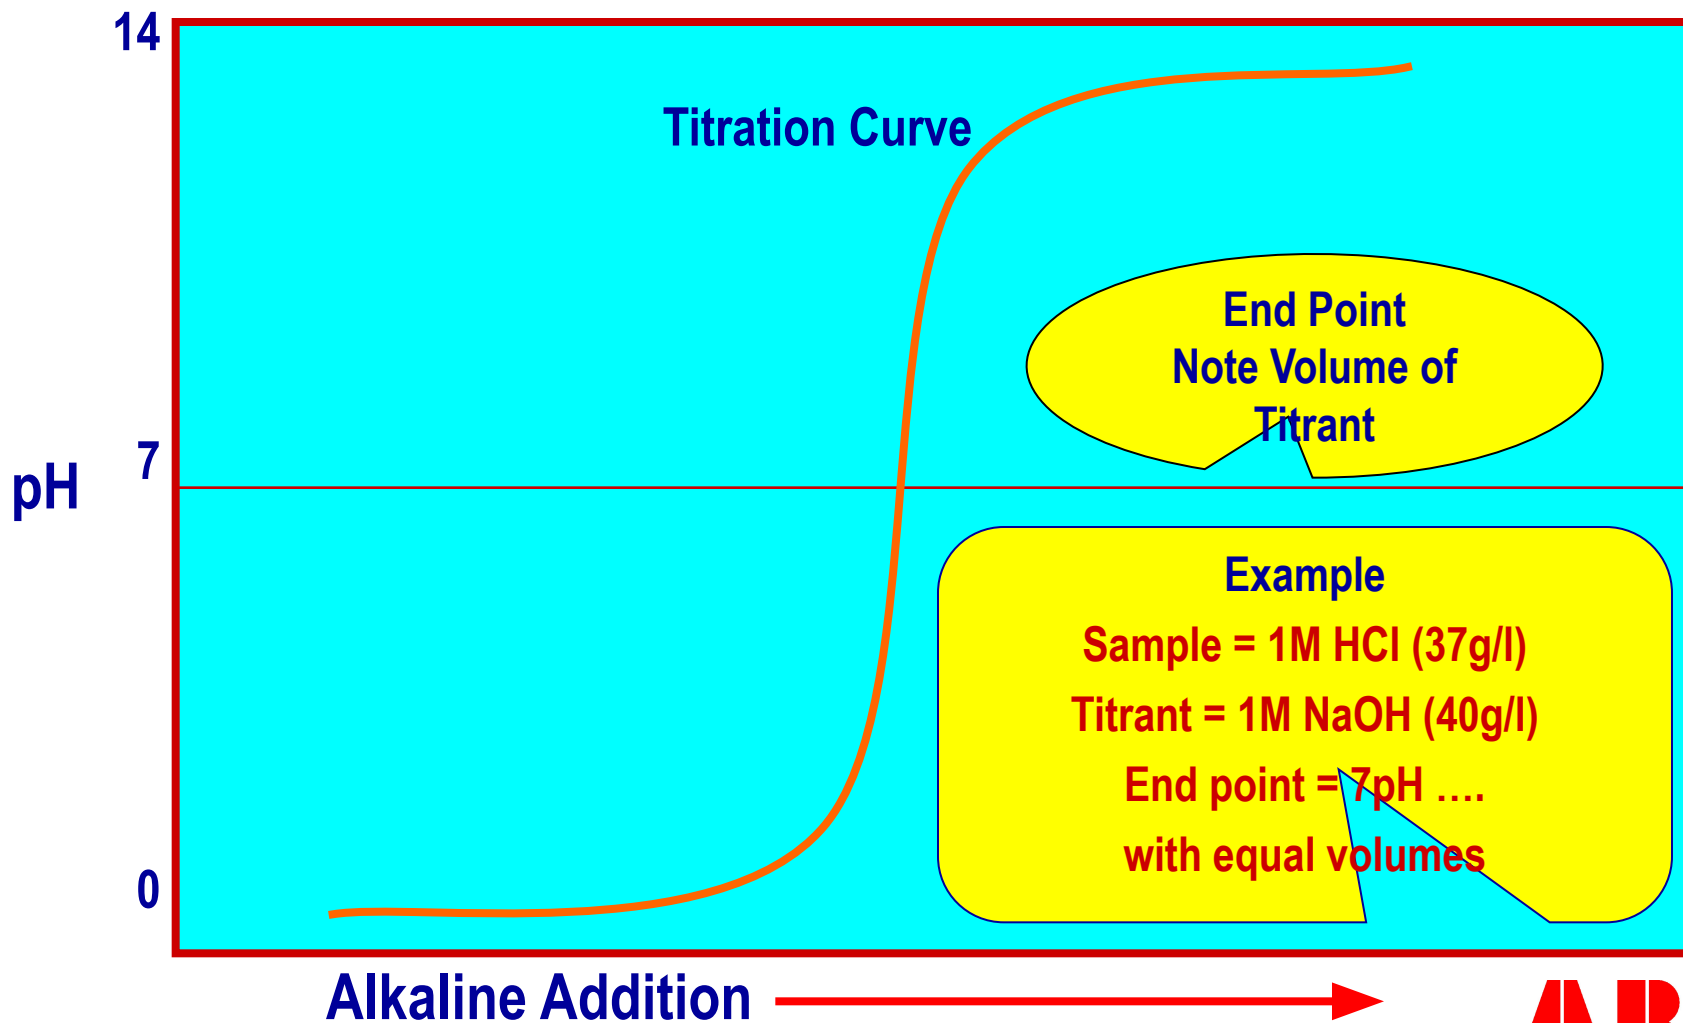 14
Titration Curve
End Point
Note Volume of
Titrant
7
pH
Example
Sample = 1M HCl (37g/l)
Titrant = 1M NaOH (40g/l)
End point = 7pH ….
with equal volumes
0
Alkaline Addition